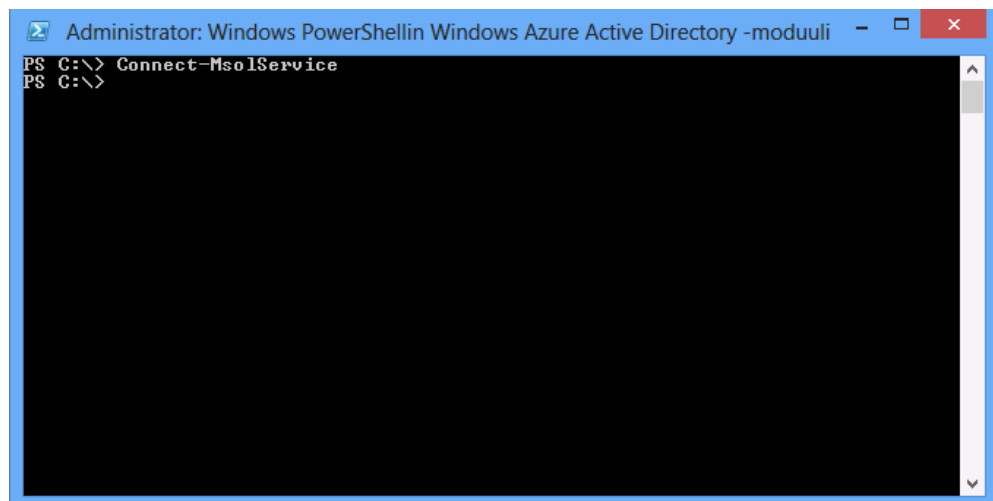 Administrator: Windows PowerShellin Windows Azure Active Directory -moduuli
PS C:\> Connect-MsolService
PS C:\>